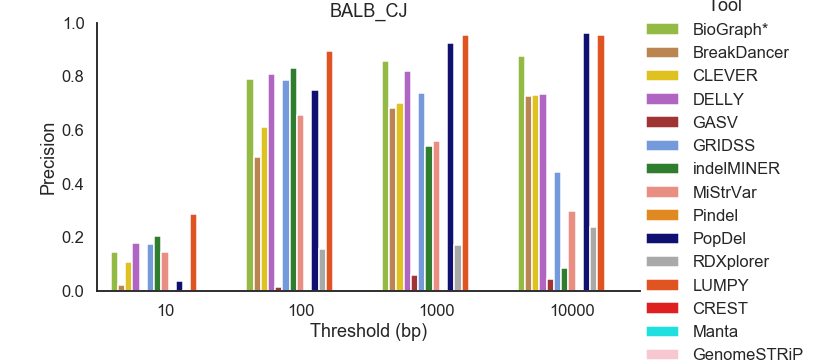 BALB_CJ
Tool
1.0
0.8
0.6
0.4
0.2
0.0
Precision
10
100
1000
10000
Threshold (bp)
BioGraph*
BreakDancer
CLEVER
DELLY
GASV
GRIDSS
indelMINER
MiStrVar
Pindel
PopDel
RDXplorer
LUMPY
CREST
Manta
GenomeSTRiP